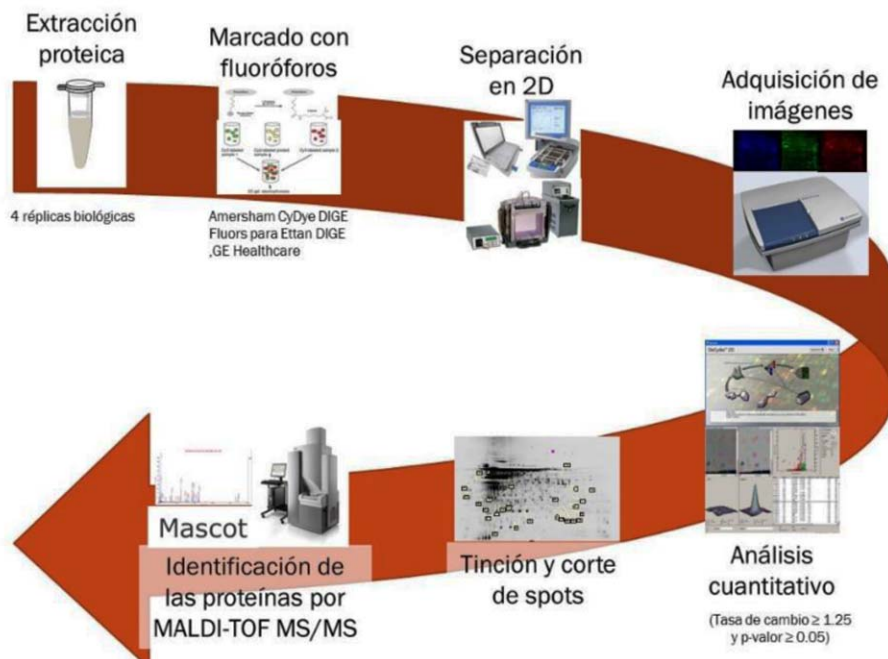 Extracción
proteica
4 réplicas biológicas
Marcado con
fluoróforos
Amersham CyDye DIGE
Fluors para Ettan DIGE
,GE Healthcare
Separación
en 2D
Adquisición de
imágenes
Análisis
cuantitativo
(Tasa de cambio ≥ 1.25
y p-valor ≥ 0.05)
Tinción y corte
de spots
Mascot
Identificación de
las proteínas por
MALDI-TOF MS/MS